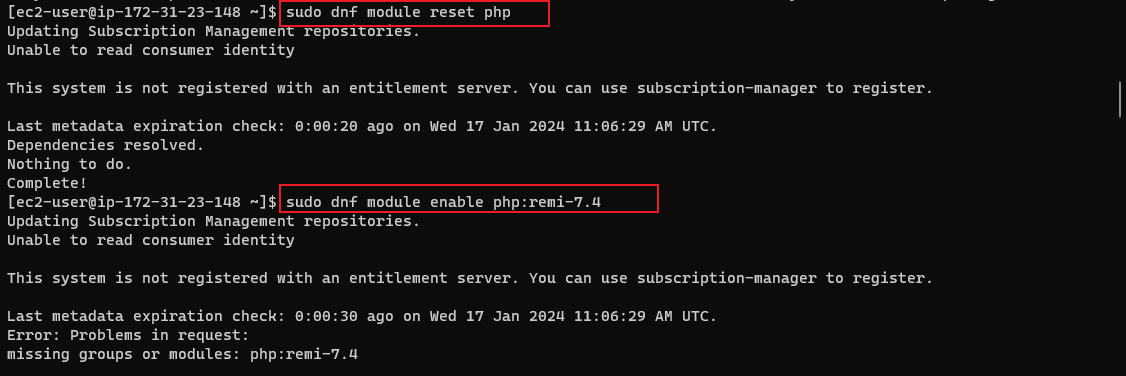 [ec2-user@ip-172-31-23-148 ~]$ sudo dnf module reset php
Updating Subscription Management repositories.
Unable to read consumer identity
This system is not registered with an entitlement server. You can use subscription-manager to register.
Last metadata expiration check: 0:00:20 ago on Wed 17 Jan 2024 11:06:29 AM UTC.
Dependencies resolved.
Nothing to do.
Complete!
[ec2-user@ip-172-31-23-148 ~]$ sudo dnf module enable php:remi-7.4
Updating Subscription Management repositories.
Unable to read consumer identity
This system is not registered with an entitlement server. You can use subscription-manager to register.
Last metadata expiration check: 0:00:30 ago on Wed 17 Jan 2024 11:06:29 AM UTC.
Error: Problems in request:
missing groups or modules: php:remi-7.4